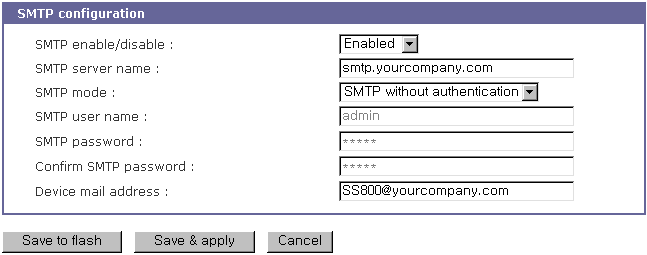 SMTP configuration
SMTP enable/disable : Enabled
SMTP server name : smtp.yourcompany.com
SMTP mode : SMTP without authentication
SMTP user name : admin
SMTP password : *****
Confirm SMTP password : *****
Device mail address : SS800@yourcompany.com
Save to flash Save & apply Cancel